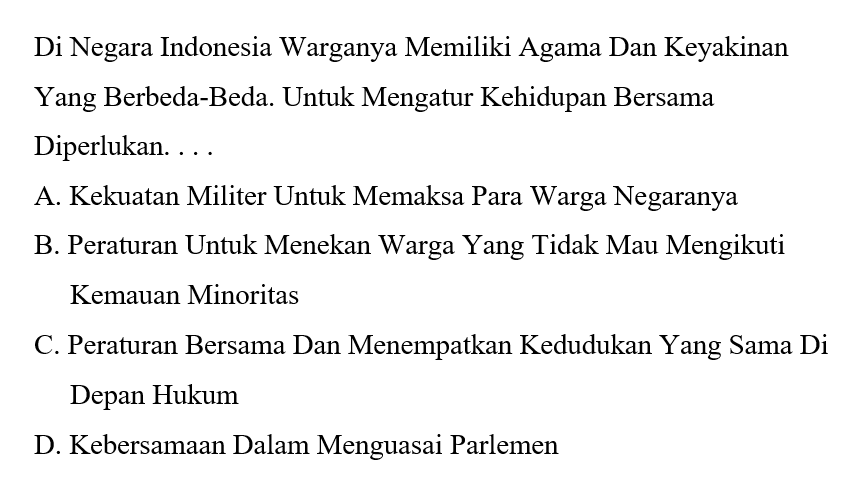 Di Negara Indonesia Warganya Memiliki Agama Dan Keyakinan
Yang Berbeda-Beda. Untuk Mengatur Kehidupan Bersama
Diperlukan. . . .
A. Kekuatan Militer Untuk Memaksa Para Warga Negaranya
B. Peraturan Untuk Menekan Warga Yang Tidak Mau Mengikuti
Kemauan Minoritas
C. Peraturan Bersama Dan Menempatkan Kedudukan Yang Sama Di
Depan Hukum
D. Kebersamaan Dalam Menguasai Parlemen